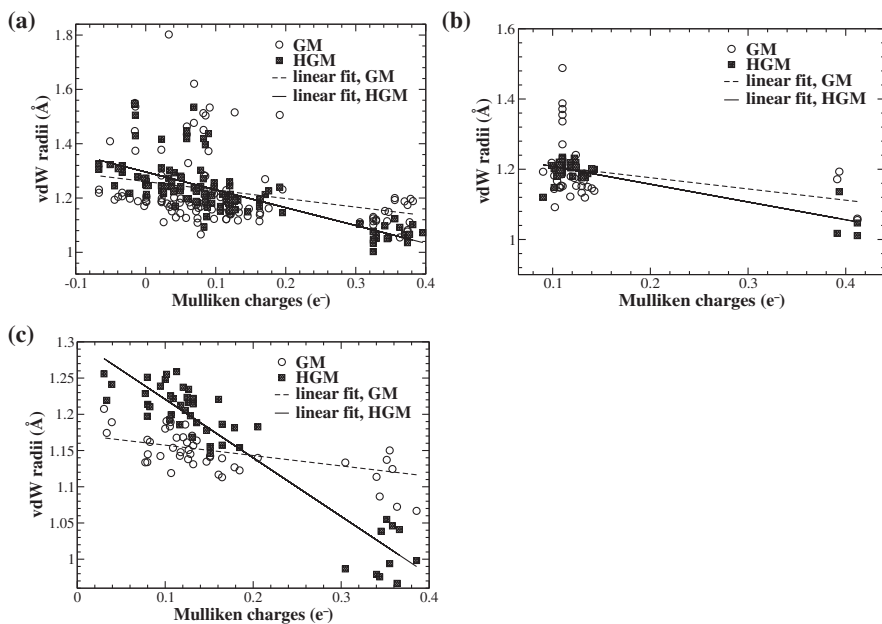 (a)
1.8
1.6
1.4
1.2
1
vdW radii (Å)
GM
HGM
linear fit, GM
linear fit, HGM
-0.1 0 0.1 0.2 0.3 0.4
Mulliken charges (e⁻)
(b)
1.6
1.4
1.2
1
vdW radii (Å)
GM
HGM
linear fit, GM
linear fit, HGM
0.1 0.2 0.3 0.4
Mulliken charges (e⁻)
(c)
1.3
1.25
1.2
1.15
1.1
1.05
1
vdW radii (Å)
GM
HGM
linear fit, GM
linear fit, HGM
0 0.1 0.2 0.3 0.4
Mulliken charges (e⁻)